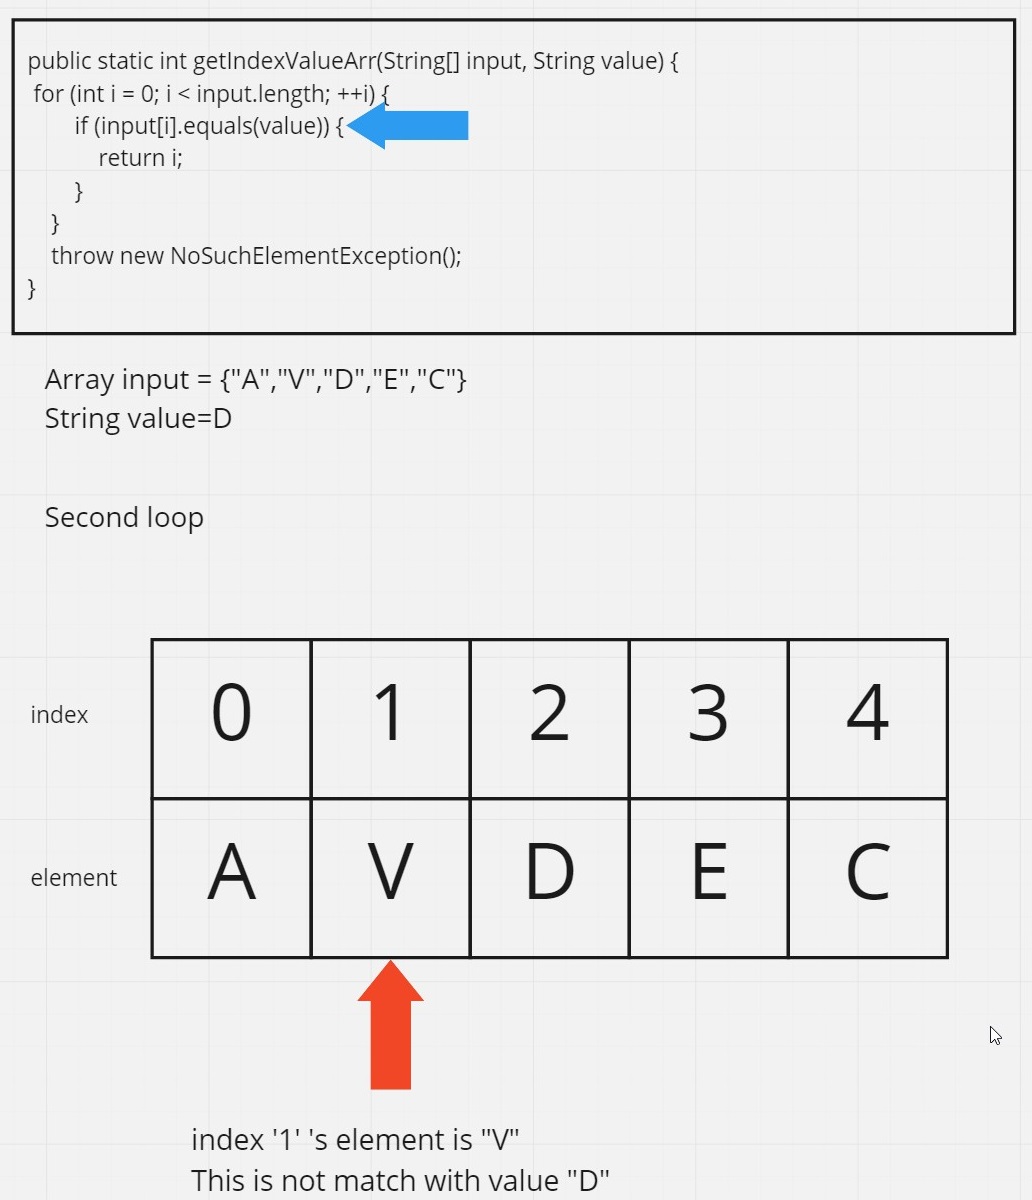 public static int getIndexValueArr(String[] input, String value) {
for (int i = 0; i < input.length; ++i) {
if (input[i].equals(value)) {
return i;
}
}
throw new NoSuchElementException();
}
Array input = {"A","V","D","E","C"}
String value=D
Second loop
index 0 1 2 3 4
element A V D E C
index '1' 's element is "V"
This is not match with value "D"